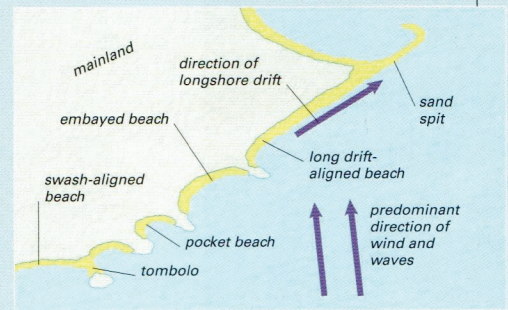 mainland
direction of
longshore drift
embayed beach
sand
spit
long drift-
aligned beach
swash-aligned
beach
predominant
direction of
wind and
waves
pocket beach
tombolo